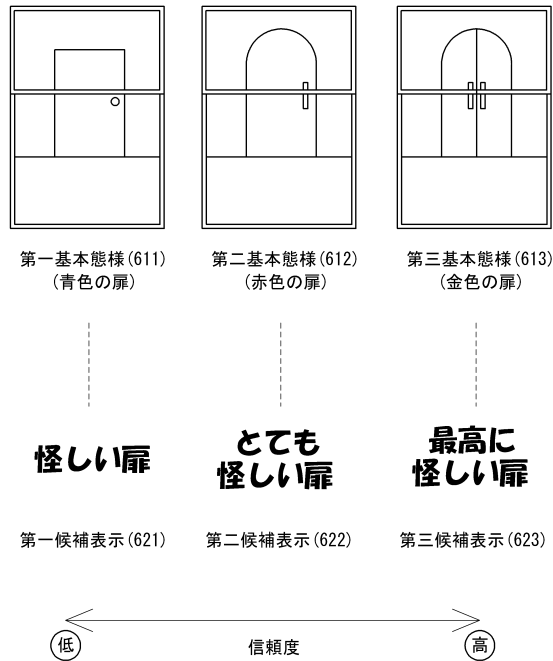 第一基本態様(611)
(青色の扉)
第二基本態様(612)
(赤色の扉)
第三基本態様(613)
(金色の扉)
怪しい扉
とても
怪しい扉
最高に
怪しい扉
第一候補表示(621)
第二候補表示(622)
第三候補表示(623)
低
信頼度
高